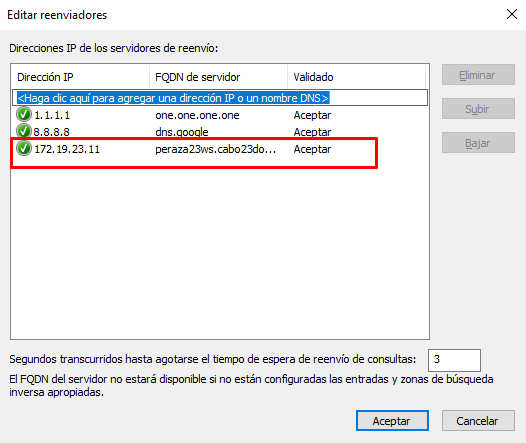 Editar reenviadores
Direcciones IP de los servidores de reenvío:
Dirección IP FQDN de servidor Validado
<Haga clic aquí para agregar una dirección IP o un nombre DNS>
1.1.1.1 one.one.one.one Aceptar
8.8.8.8 dns.google Aceptar
172.19.23.11 peraza23ws.cabo23do... Aceptar
Eliminar
Subir
Bajar
Segundos transcurridos hasta agotarse el tiempo de espera de reenvío de consultas: 3
El FQDN del servidor no estará disponible si no están configuradas las entradas y zonas de búsqueda
inversa apropiadas.
Aceptar Cancelar